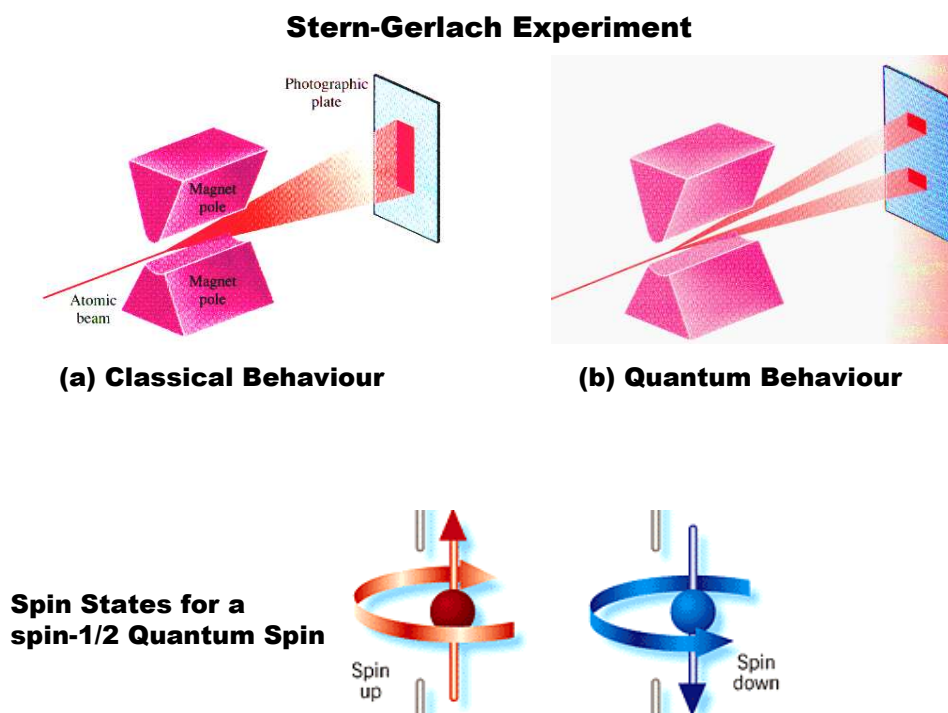 Stern-Gerlach Experiment
Photographic
plate
Magnet
pole
Magnet
pole
Atomic
beam
(a) Classical Behaviour
(b) Quantum Behaviour
Spin States for a
spin-1/2 Quantum Spin
Spin
up
Spin
down